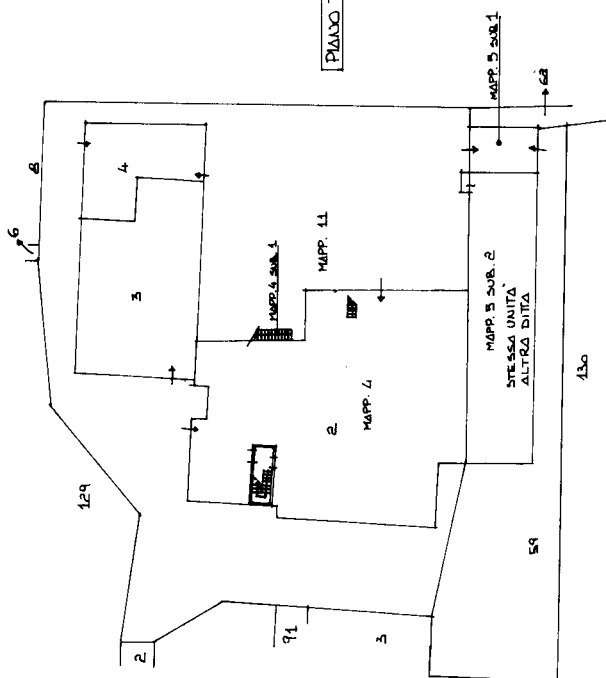 PIANO T
MAPP. 5 SUB 1
68
8
6
4
3
MAPP. 4 SUB. 1
MAPP. 11
MAPP. 5 SUB. 2
STESSA UNITÀ
ALTRA DITTA
2
MAPP. 4
130
129
59
2
91
3